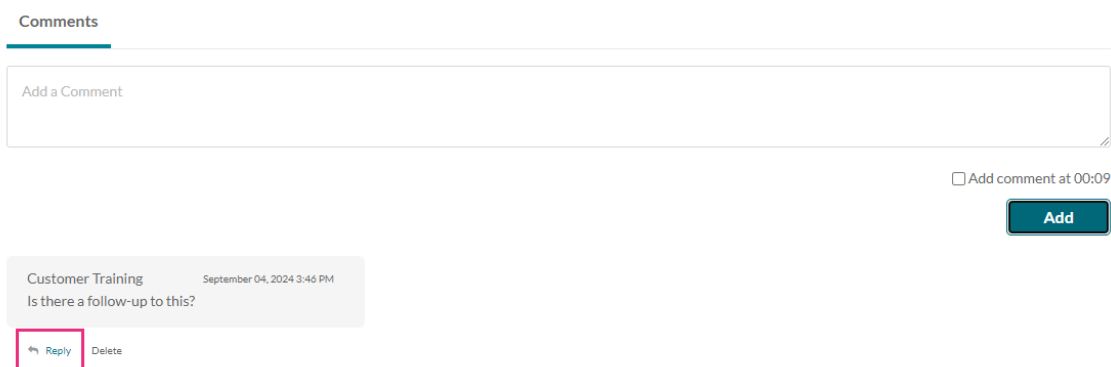 Comments
Add a Comment
Add comment at 00:09
Add
Customer Training September 04, 2024 3:46 PM
Is there a follow-up to this?
Reply Delete